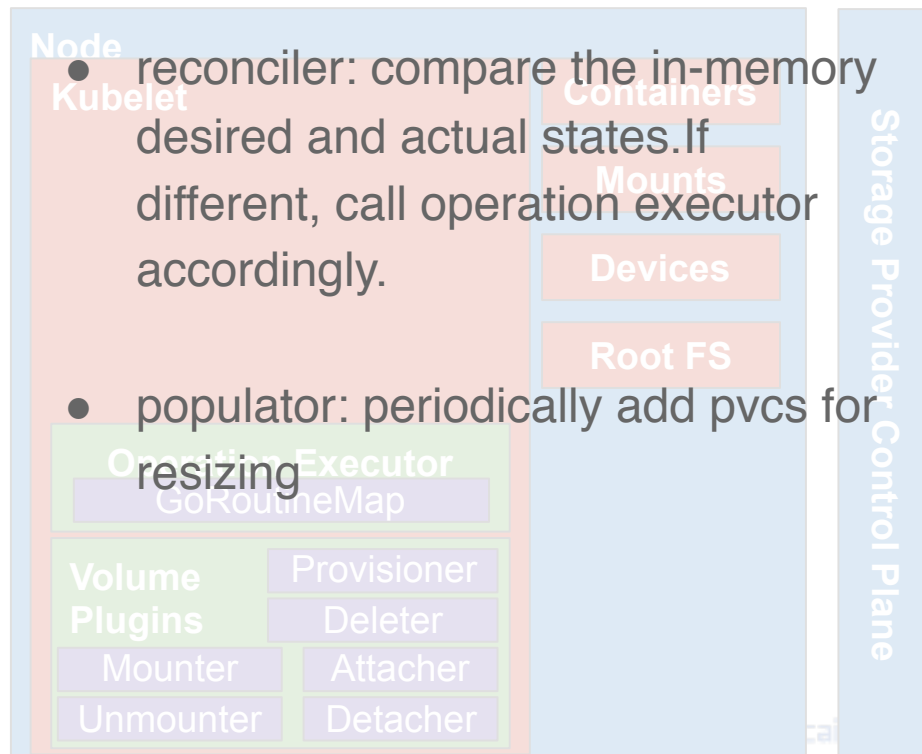 Node
Kubelet
● reconciler: compare the in-memory
desired and actual states.If
different, call operation executor
accordingly.
● populator: periodically add pvcs for
resizing
Containers
Mounts
Devices
Root FS
Operation Executor
GoRoutineMap
Volume
Plugins
Provisioner
Deleter
Mounter
Attacher
Unmounter
Detacher
Storage Provider Control Plane